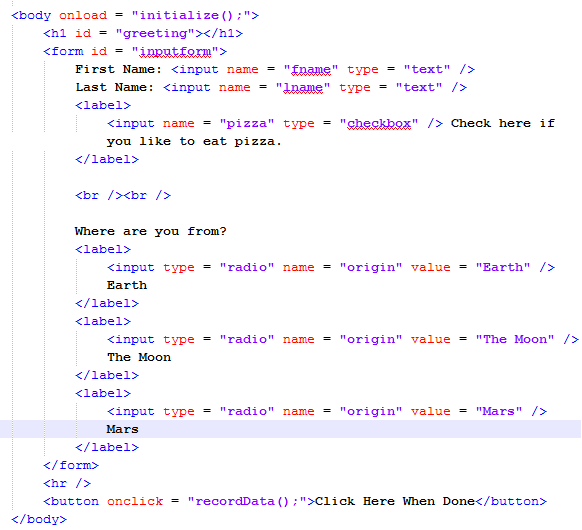 <body onload = "initialize();">
<h1 id = "greeting"></h1>
<form id = "inputform">
First Name: <input name = "fname" type = "text" />
Last Name: <input name = "lname" type = "text" />
<label>
<input name = "pizza" type = "checkbox" /> Check here if
you like to eat pizza.
</label>
<br /><br />
Where are you from?
<label>
<input type = "radio" name = "origin" value = "Earth" />
Earth
</label>
<label>
<input type = "radio" name = "origin" value = "The Moon" />
The Moon
</label>
<label>
<input type = "radio" name = "origin" value = "Mars" />
Mars
</label>
</form>
<hr />
<button onclick = "recordData();">Click Here When Done</button>
</body>